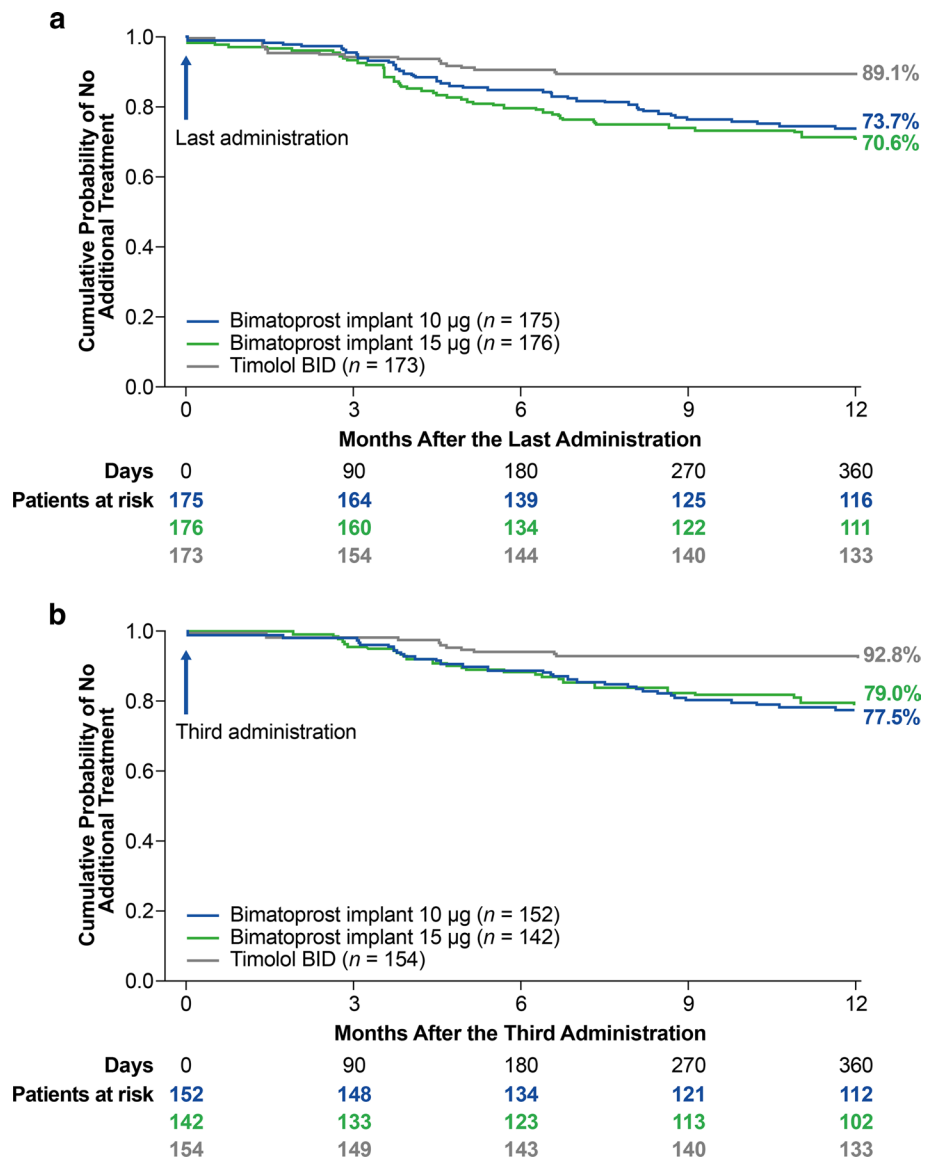 a
Cumulative Probability of No
Additional Treatment
1.0
0.8
0.6
0.4
0.2
0.0
Last administration
89.1%
73.7%
70.6%
Bimatoprost implant 10 µg (n = 175)
Bimatoprost implant 15 µg (n = 176)
Timolol BID (n = 173)
0 3 6 9 12
Months After the Last Administration
Days 0 90 180 270 360
Patients at risk 175 164 139 125 116
176 160 134 122 111
173 154 144 140 133
b
Cumulative Probability of No
Additional Treatment
1.0
0.8
0.6
0.4
0.2
0.0
Third administration
92.8%
79.0%
77.5%
Bimatoprost implant 10 µg (n = 152)
Bimatoprost implant 15 µg (n = 142)
Timolol BID (n = 154)
0 3 6 9 12
Months After the Third Administration
Days 0 90 180 270 360
Patients at risk 152 148 134 121 112
142 133 123 113 102
154 149 143 140 133